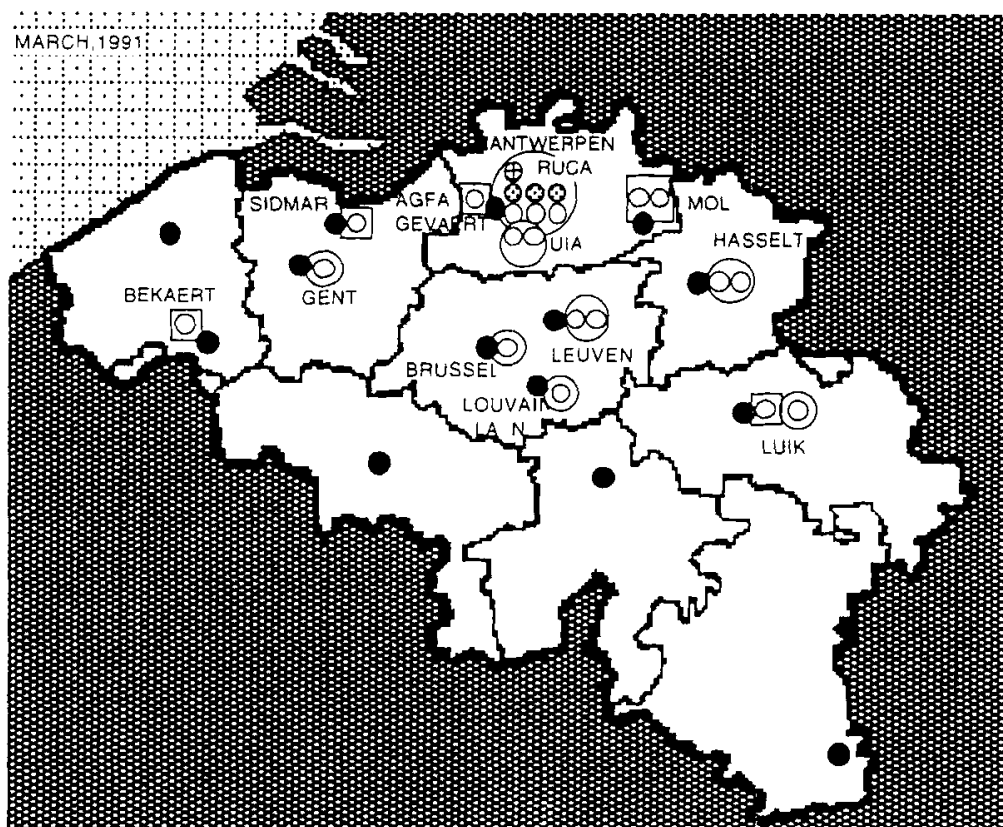 MARCH,1991
ANTWERPEN
RUCA
SIDMAR
AGFA
GEVAERT
MOL
UIA
HASSELT
BEKAERT
GENT
BRUSSEL
LEUVEN
LOUVAIN
LA N
LUIK